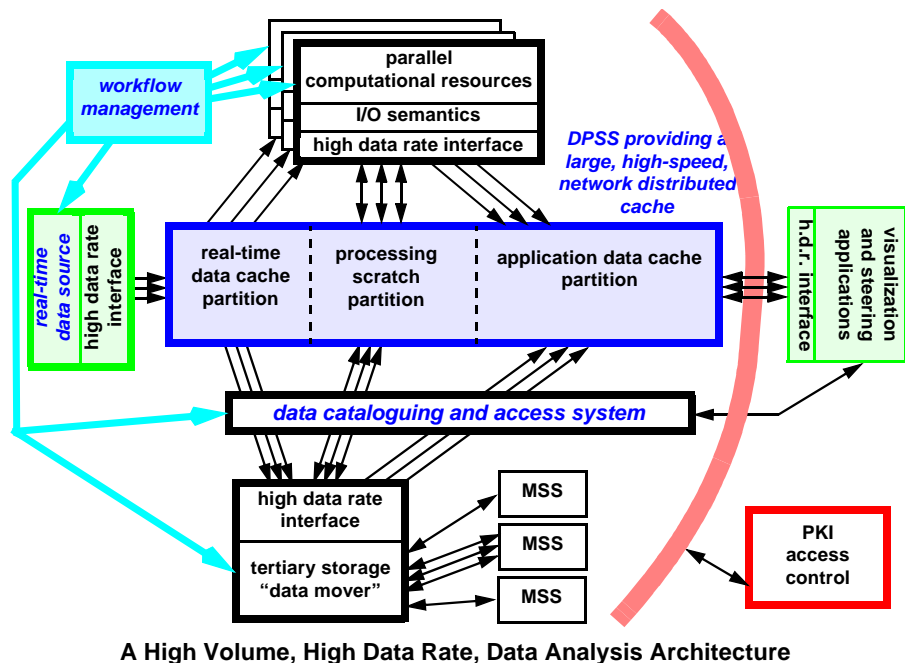 parallel
computational resources
I/O semantics
high data rate interface
workflow
management
DPSS providing a
large, high-speed,
network distributed
cache
real-time
data source
high data rate
interface
real-time
data cache
partition
processing
scratch
partition
application data cache
partition
h.d.r. interface
visualization
and steering
applications
data cataloguing and access system
high data rate
interface
tertiary storage
“data mover”
MSS
MSS
MSS
PKI
access
control
A High Volume, High Data Rate, Data Analysis Architecture